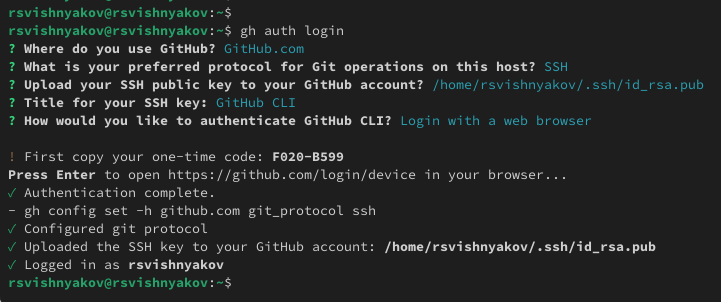 rsvishnyakov@rsvishnyakov:~$
rsvishnyakov@rsvishnyakov:~$ gh auth login
? Where do you use GitHub? GitHub.com
? What is your preferred protocol for Git operations on this host? SSH
? Upload your SSH public key to your GitHub account? /home/rsvishnyakov/.ssh/id_rsa.pub
? Title for your SSH key: GitHub CLI
? How would you like to authenticate GitHub CLI? Login with a web browser
! First copy your one-time code: F020-B599
Press Enter to open https://github.com/login/device in your browser...
✓ Authentication complete.
- gh config set -h github.com git_protocol ssh
✓ Configured git protocol
✓ Uploaded the SSH key to your GitHub account: /home/rsvishnyakov/.ssh/id_rsa.pub
✓ Logged in as rsvishnyakov
rsvishnyakov@rsvishnyakov:~$